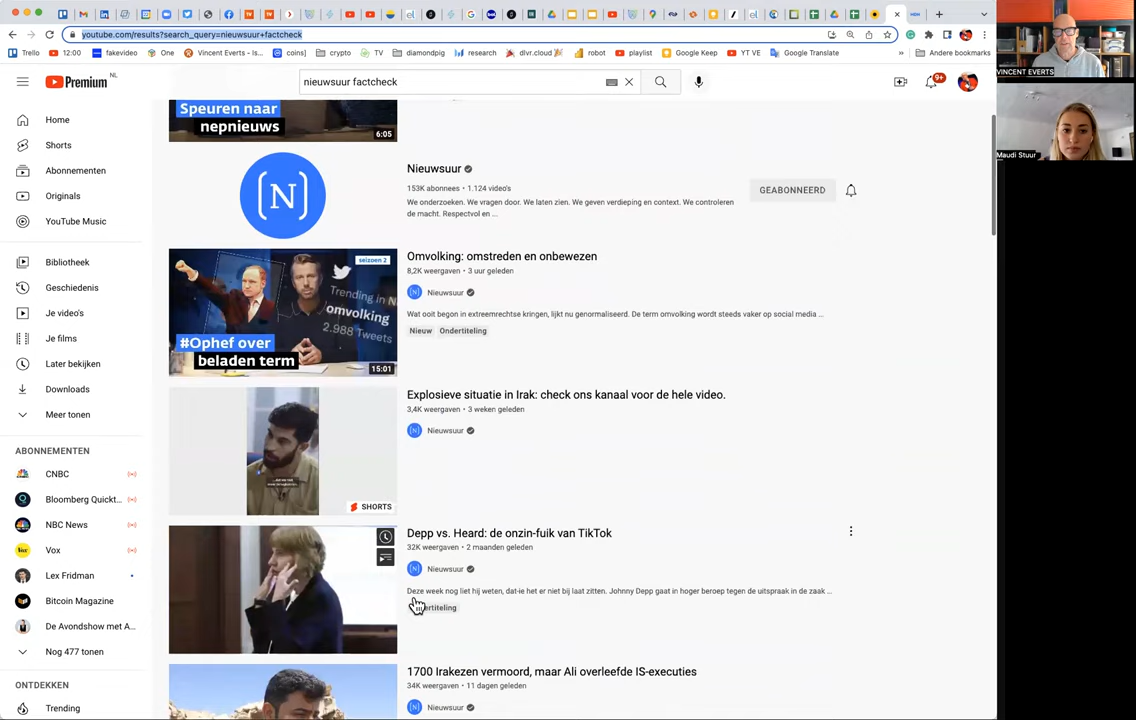 youtube.com/results?search_query=nieuwsuur+factcheck
Trello
12:00
fakevideo
One
Vincent Everts - Is...
coins]
crypto
TV
diamondpig
research
divr.cloud
robot
playlist
Google Keep
YT VE
Google Translate
»
Andere bookmarks
Premium NL
nieuwsuur factcheck
9+
Home
Shorts
Abonnementen
Originals
YouTube Music
Bibliotheek
Geschiedenis
Je video's
Je films
Later bekijken
Downloads
Meer tonen
ABONNEMENTEN
CNBC
Bloomberg Quickt...
NBC News
Vox
Lex Fridman
Bitcoin Magazine
De Avondshow met A...
Nog 477 tonen
ONTDEKKEN
Trending
Speuren naar
nepnieuws
6:05
[N]
Nieuwsuur
153K abonnees • 1.124 video's
We onderzoeken. We vragen door. We laten zien. We geven verdieping en context. We controleren
de macht. Respectvol en ...
GEABONNEERD
seizoen 2
Trending in N
omvolking
2.988 Tweets
#Ophef over
beladen term
15:01
Omvolking: omstreden en onbewezen
8,2K weergaven • 3 uur geleden
Nieuwsuur
Wat ooit begon in extreemrechtse kringen, lijkt nu genormaliseerd. De term omvolking wordt steeds vaker op social media ...
Nieuw Ondertiteling
SHORTS
Explosieve situatie in Irak: check ons kanaal voor de hele video.
3,4K weergaven • 3 weken geleden
Nieuwsuur
Depp vs. Heard: de onzin-fuik van TikTok
32K weergaven • 2 maanden geleden
Nieuwsuur
Deze week nog liet hij weten, dat-ie het er niet bij laat zitten. Johnny Depp gaat in hoger beroep tegen de uitspraak in de zaak ...
1700 Irakezen vermoord, maar Ali overleefde IS-executies
34K weergaven • 11 dagen geleden
Nieuwsuur
VINCENT EVERTS
Maudi Stuur